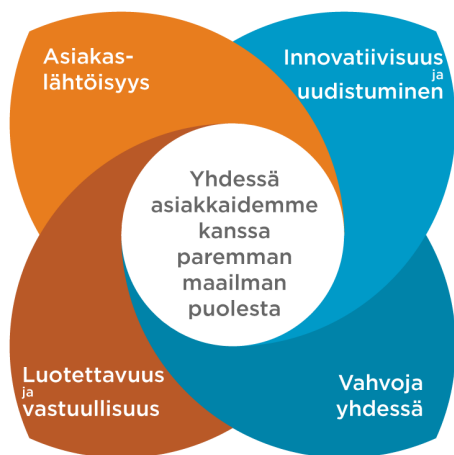 Asiakas-
lähtöisyys
Innovatiivisuus
ja
uudistuminen
Yhdessä
asiakkaidemme
kanssa
paremman
maailman
puolesta
Luotettavuus
ja
vastuullisuus
Vahvoja
yhdessä